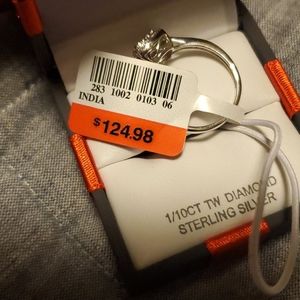 283 1002 0103 06
INDIA
$124.98
1/10CT TW DIAMOND
STERLING SILVER